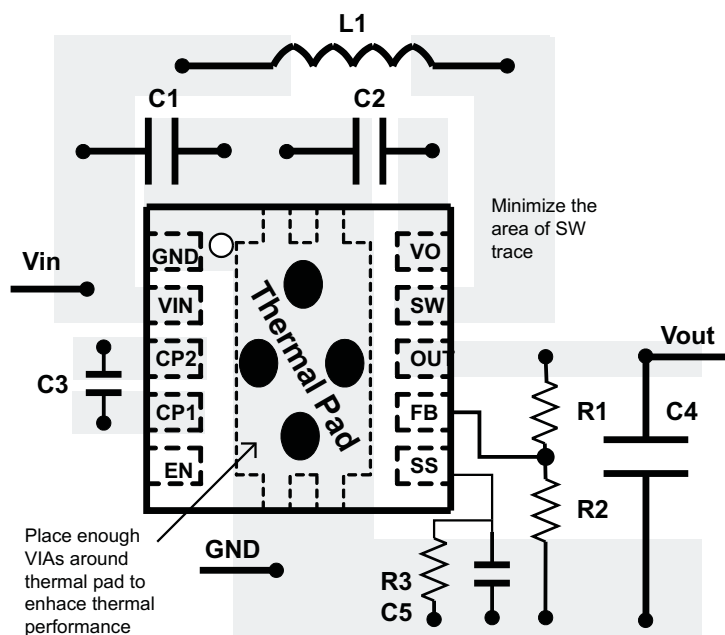 L1
C1
C2
Minimize the
area of SW
trace
Vin
GND
VIN
CP2
CP1
EN
Thermal Pad
VO
SW
OUT
FB
SS
C3
Vout
R1
C4
R2
Place enough
VIAs around
thermal pad to
enhace thermal
performance
GND
R3
C5